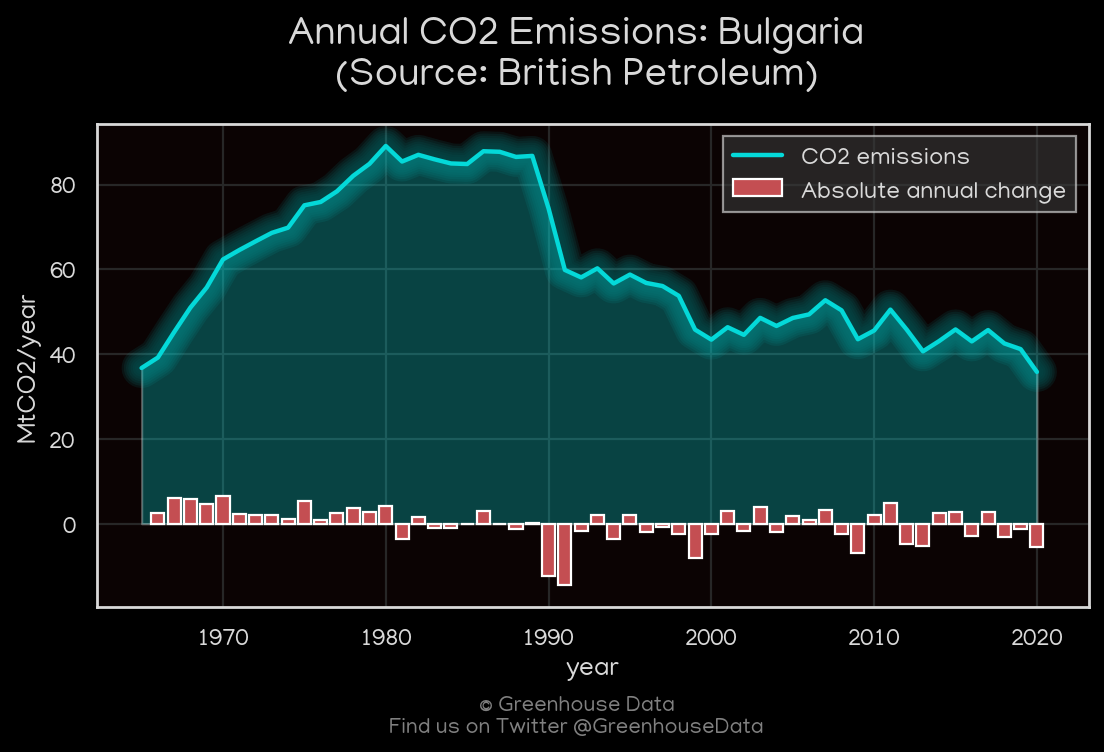 Annual CO2 Emissions: Bulgaria
(Source: British Petroleum)
CO2 emissions
Absolute annual change
MtCO2/year
80
60
40
20
0
1970 1980 1990 2000 2010 2020
year
© Greenhouse Data
Find us on Twitter @GreenhouseData